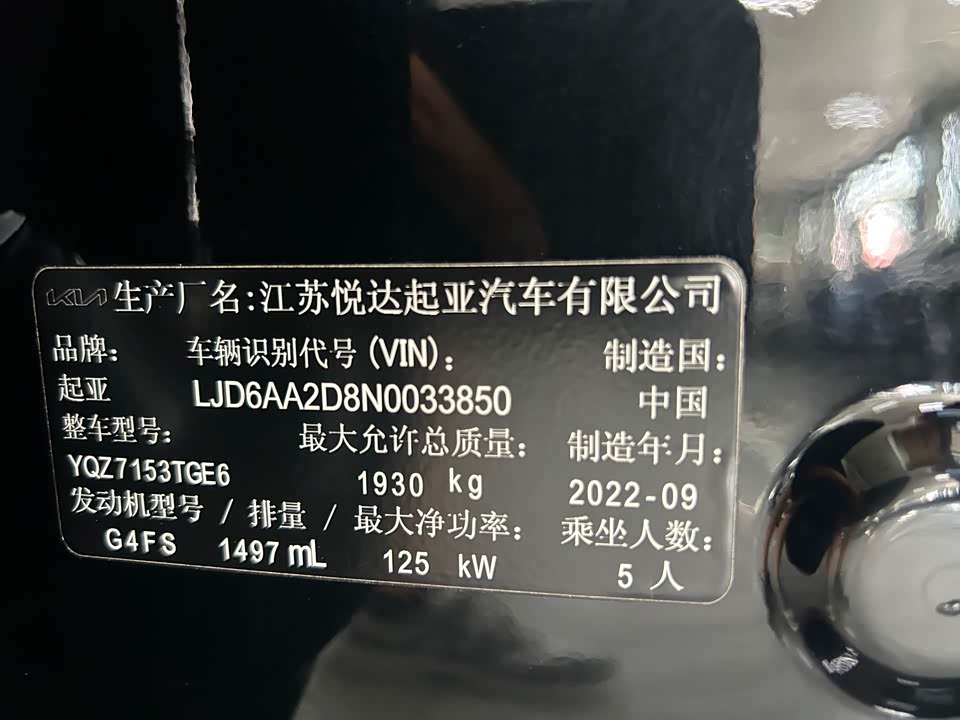 KIA 生产厂名:江苏悦达起亚汽车有限公司
品牌: 车辆识别代号(VIN): 制造国:
起亚 LJD6AA2D8N0033850 中国
整车型号: 最大允许总质量: 制造年月:
YQZ7153TGE6 1930 kg 2022-09
发动机型号 / 排量 / 最大净功率: 乘坐人数:
G4FS 1497 mL 125 kW 5 人